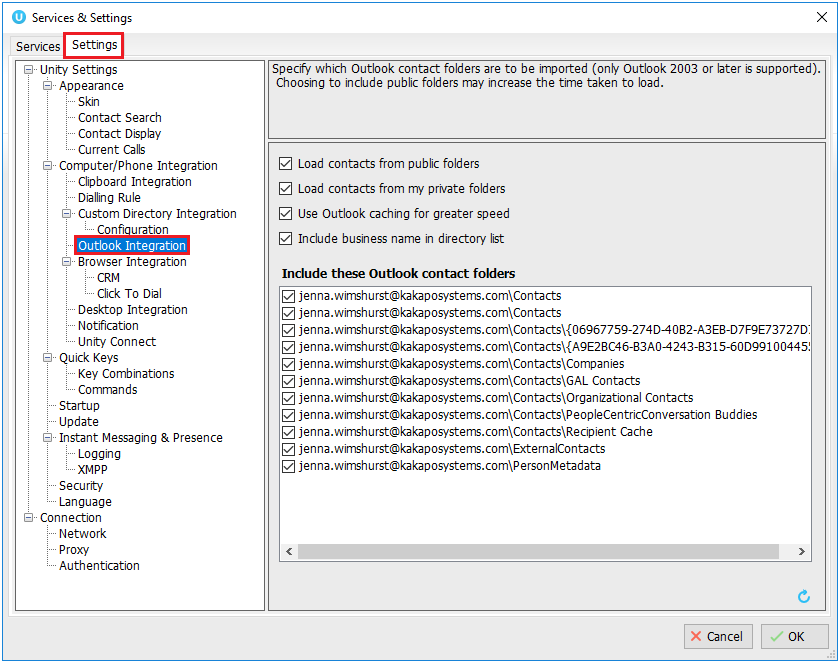 Services & Settings
Services
Settings
Unity Settings
Appearance
Skin
Contact Search
Contact Display
Current Calls
Computer/Phone Integration
Clipboard Integration
Dialling Rule
Custom Directory Integration
Configuration
Outlook Integration
Browser Integration
CRM
Click To Dial
Desktop Integration
Notification
Unity Connect
Quick Keys
Key Combinations
Commands
Startup
Update
Instant Messaging & Presence
Logging
XMPP
Security
Language
Connection
Network
Proxy
Authentication
Specify which Outlook contact folders are to be imported (only Outlook 2003 or later is supported).
Choosing to include public folders may increase the time taken to load.
Load contacts from public folders
Load contacts from my private folders
Use Outlook caching for greater speed
Include business name in directory list
Include these Outlook contact folders
jenna.wimshurst@kakaposystems.com\Contacts
jenna.wimshurst@kakaposystems.com\Contacts
jenna.wimshurst@kakaposystems.com\Contacts\{06967759-274D-40B2-A3EB-D7F9E73727D
jenna.wimshurst@kakaposystems.com\Contacts\{A9E2BC46-B3A0-4243-B315-60D991004455
jenna.wimshurst@kakaposystems.com\Contacts\Companies
jenna.wimshurst@kakaposystems.com\Contacts\GAL Contacts
jenna.wimshurst@kakaposystems.com\Contacts\Organizational Contacts
jenna.wimshurst@kakaposystems.com\Contacts\PeopleCentricConversation Buddies
jenna.wimshurst@kakaposystems.com\Contacts\Recipient Cache
jenna.wimshurst@kakaposystems.com\ExternalContacts
jenna.wimshurst@kakaposystems.com\PersonMetadata
Cancel
OK